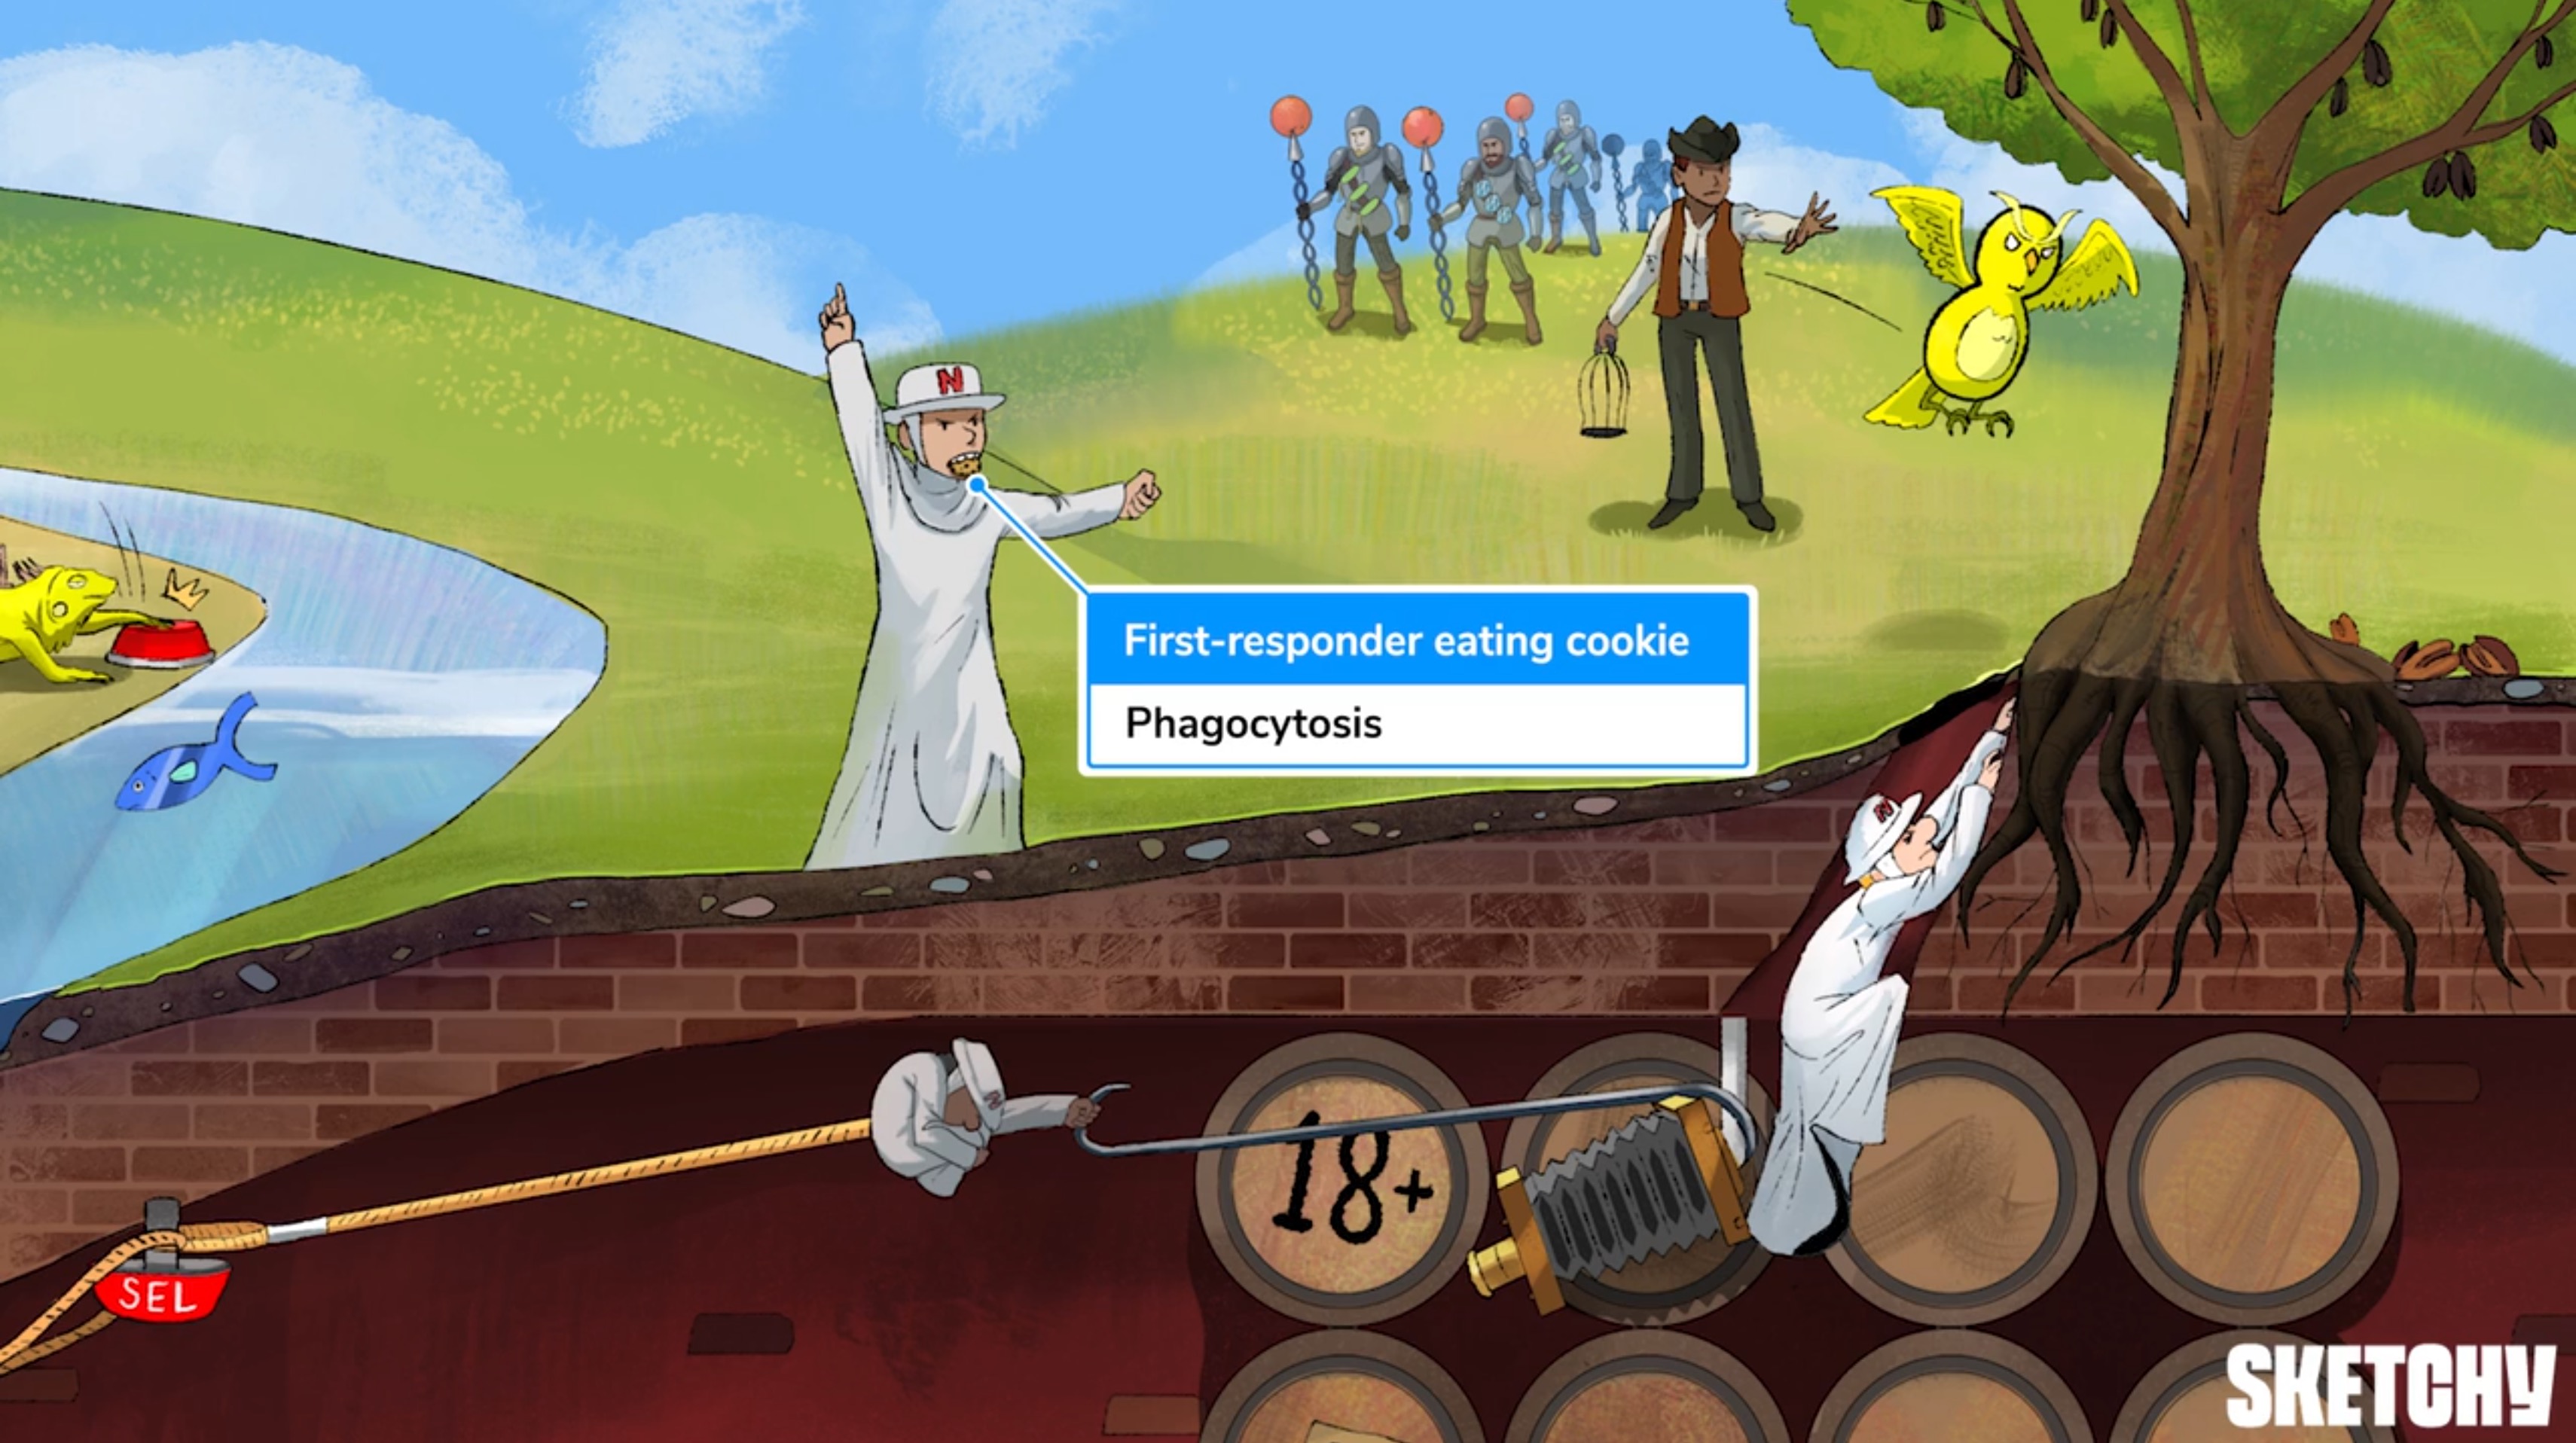 N
First-responder eating cookie
Phagocytosis
N
N
18+
SEL
SKETCHY